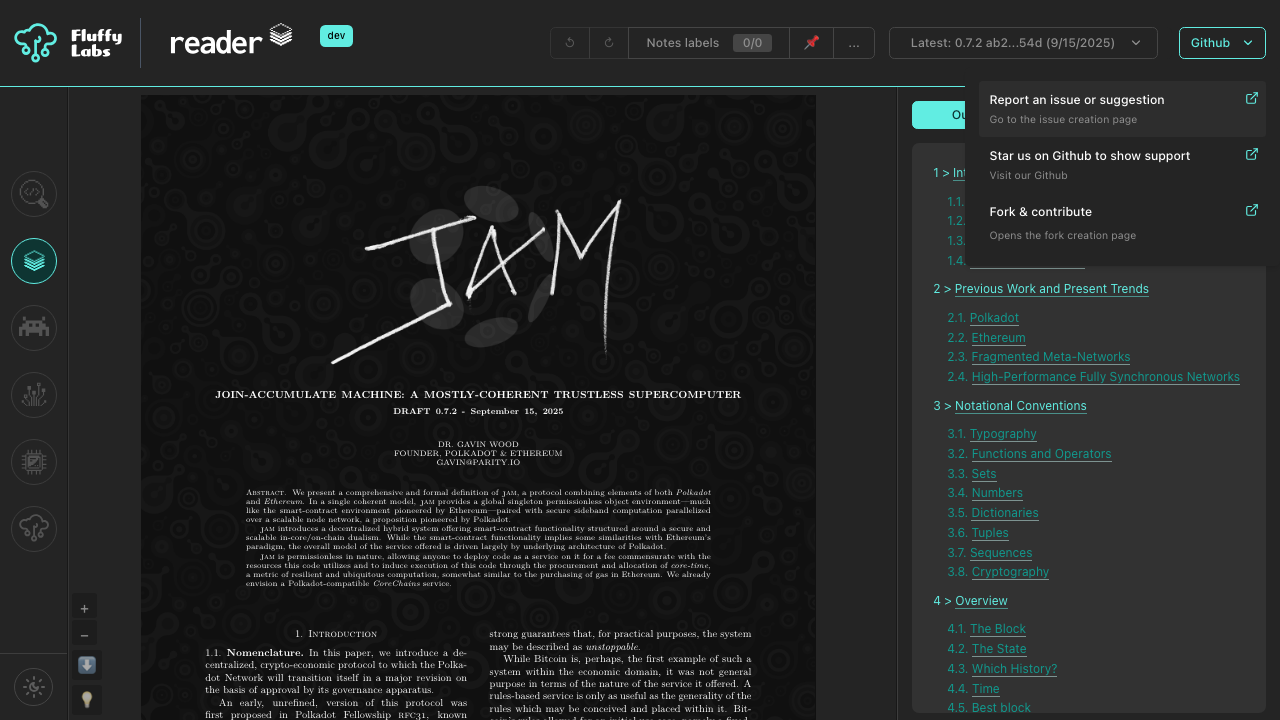 Fluffy
Labs
reader
dev
Notes labels 0/0
...
Latest: 0.7.2 ab2...54d (9/15/2025)
Github
Report an issue or suggestion
Go to the issue creation page
Star us on Github to show support
Visit our Github
Fork & contribute
Opens the fork creation page
JAM
JOIN-ACCUMULATE MACHINE: A MOSTLY-COHERENT TRUSTLESS SUPERCOMPUTER
DRAFT 0.7.2 - September 15, 2025
DR. GAVIN WOOD
FOUNDER, POLKADOT & ETHEREUM
GAVIN@PARITY.IO
Abstract. We present a comprehensive and formal definition of JAM, a protocol combining elements of both Polkadot
and Ethereum. In a single coherent model, JAM provides a global singleton permissionless object environment—much
like the smart-contract environment pioneered by Ethereum—paired with secure sideband computation parallelized
over a scalable node network, a proposition pioneered by Polkadot.
JAM introduces a decentralized hybrid system offering smart-contract functionality structured around a secure and
scalable in-core/on-chain dualism. While the smart-contract functionality implies some similarities with Ethereum's
paradigm, the overall model of the service offered is driven largely by underlying architecture of Polkadot.
JAM is permissionless in nature, allowing anyone to deploy code as a service on it for a fee commensurate with the
resources this code utilizes and to induce execution of this code through the procurement and allocation of core-time,
a metric of resilient and ubiquitous computation, somewhat similar to the purchasing of gas in Ethereum. We already
envision a Polkadot-compatible CoreChains service.
1. Introduction
1.1. Nomenclature. In this paper, we introduce a de-
centralized, crypto-economic protocol to which the Polka-
dot Network will transition itself in a major revision on
the basis of approval by its governance apparatus.
An early, unrefined, version of this protocol was
first proposed in Polkadot Fellowship RFC31, known
strong guarantees that, for practical purposes, the system
may be described as unstoppable.
While Bitcoin is, perhaps, the first example of such a
system within the economic domain, it was not general
purpose in terms of the nature of the service it offered. A
rules-based service is only as useful as the generality of the
rules which may be conceived and placed within it. Bit-
Ou
1 > Int
1.1.
1.2.
1.3.
1.4.
2 > Previous Work and Present Trends
2.1. Polkadot
2.2. Ethereum
2.3. Fragmented Meta-Networks
2.4. High-Performance Fully Synchronous Networks
3 > Notational Conventions
3.1. Typography
3.2. Functions and Operators
3.3. Sets
3.4. Numbers
3.5. Dictionaries
3.6. Tuples
3.7. Sequences
3.8. Cryptography
4 > Overview
4.1. The Block
4.2. The State
4.3. Which History?
4.4. Time
4.5. Best block
+
−